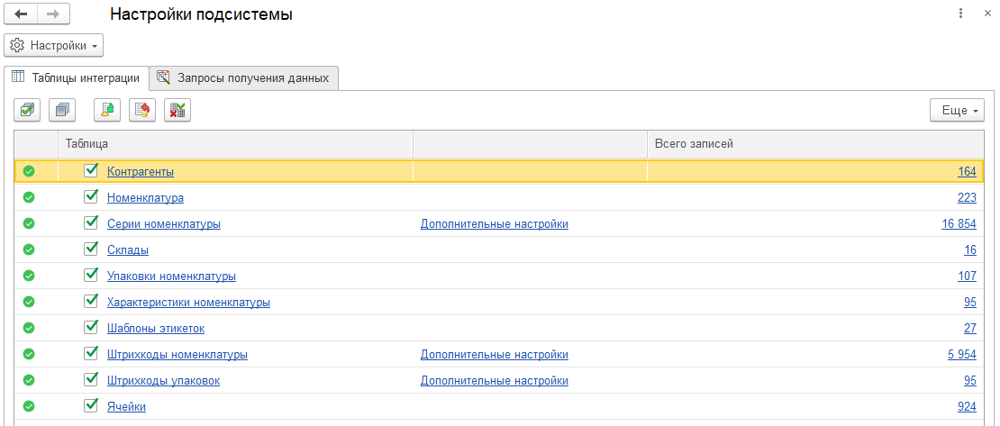 Настройки подсистемы
Настройки
Таблицы интеграции Запросы получения данных
Еще
Таблица Всего записей
Контрагенты 164
Номенклатура 223
Серии номенклатуры Дополнительные настройки 16 854
Склады 16
Упаковки номенклатуры 107
Характеристики номенклатуры 95
Шаблоны этикеток 27
Штрихкоды номенклатуры Дополнительные настройки 5 954
Штрихкоды упаковок Дополнительные настройки 95
Ячейки 924